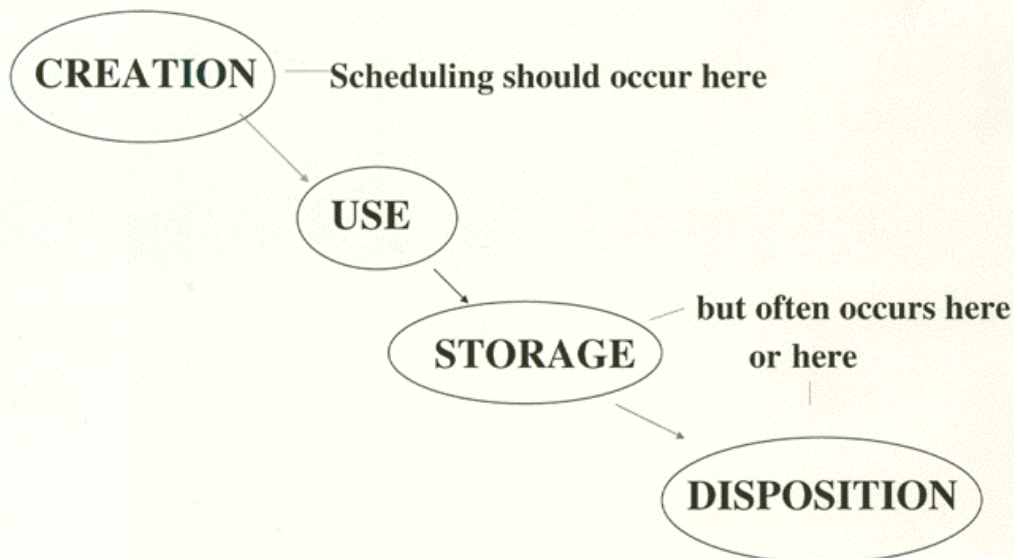 CREATION
Scheduling should occur here
USE
but often occurs here
or here
STORAGE
DISPOSITION